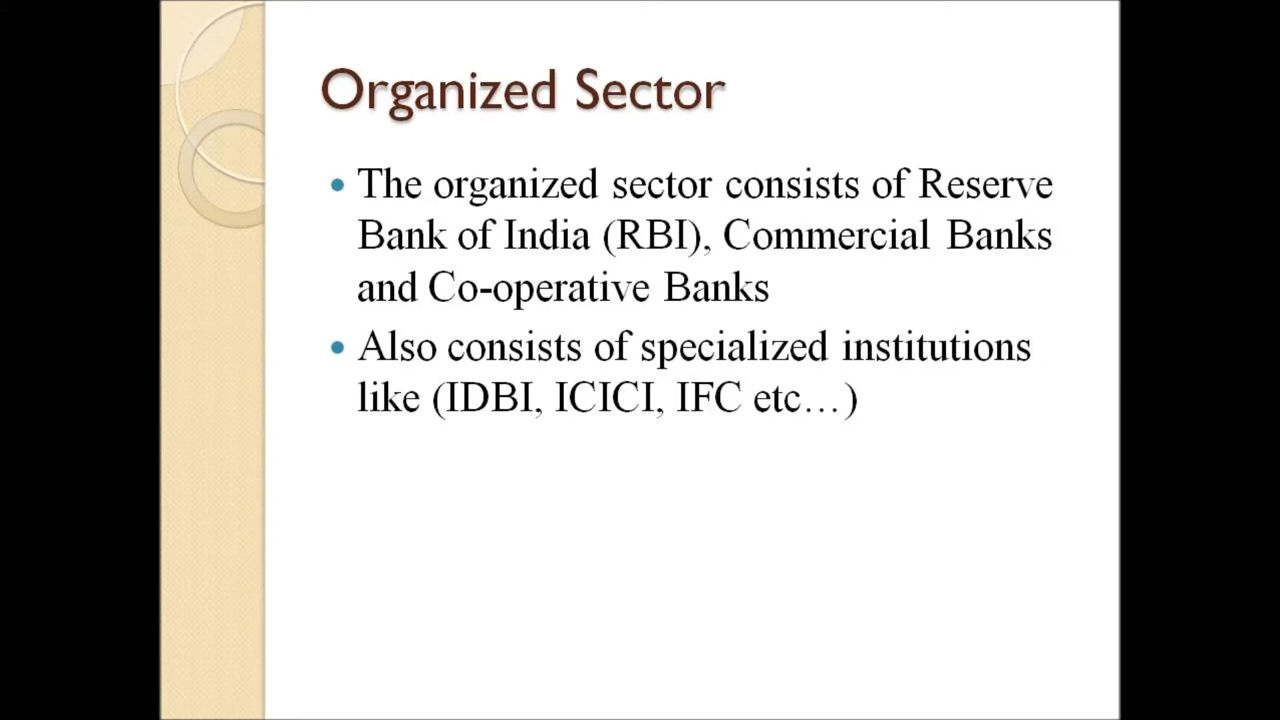 Organized Sector
• The organized sector consists of Reserve
Bank of India (RBI), Commercial Banks
and Co-operative Banks
• Also consists of specialized institutions
like (IDBI, ICICI, IFC etc...)